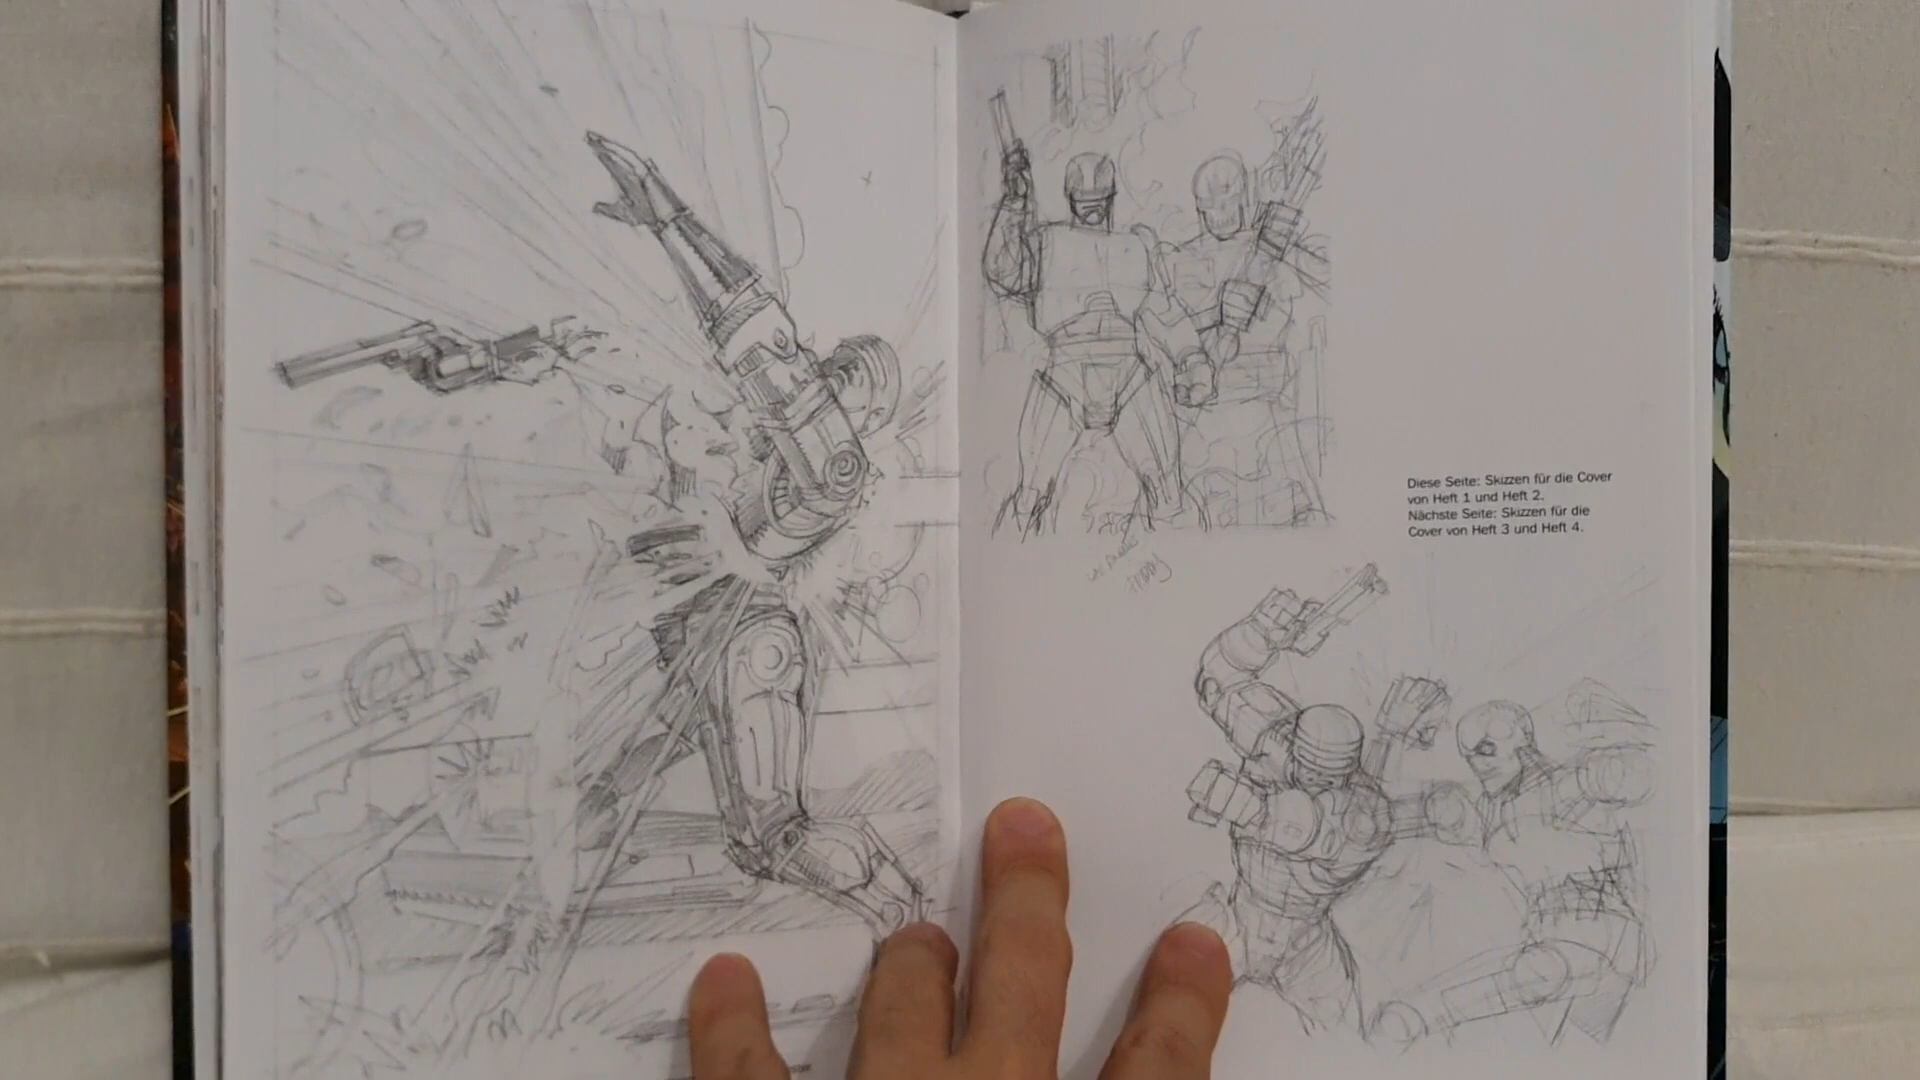 Diese Seite: Skizzen für die Cover
von Heft 1 und Heft 2.
Nächste Seite: Skizzen für die
Cover von Heft 3 und Heft 4.